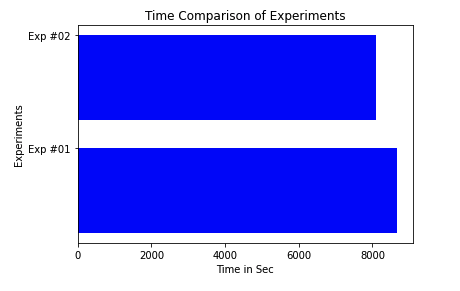 Time Comparison of Experiments
Exp #02
Exp #01
Experiments
0 2000 4000 6000 8000
Time in Sec